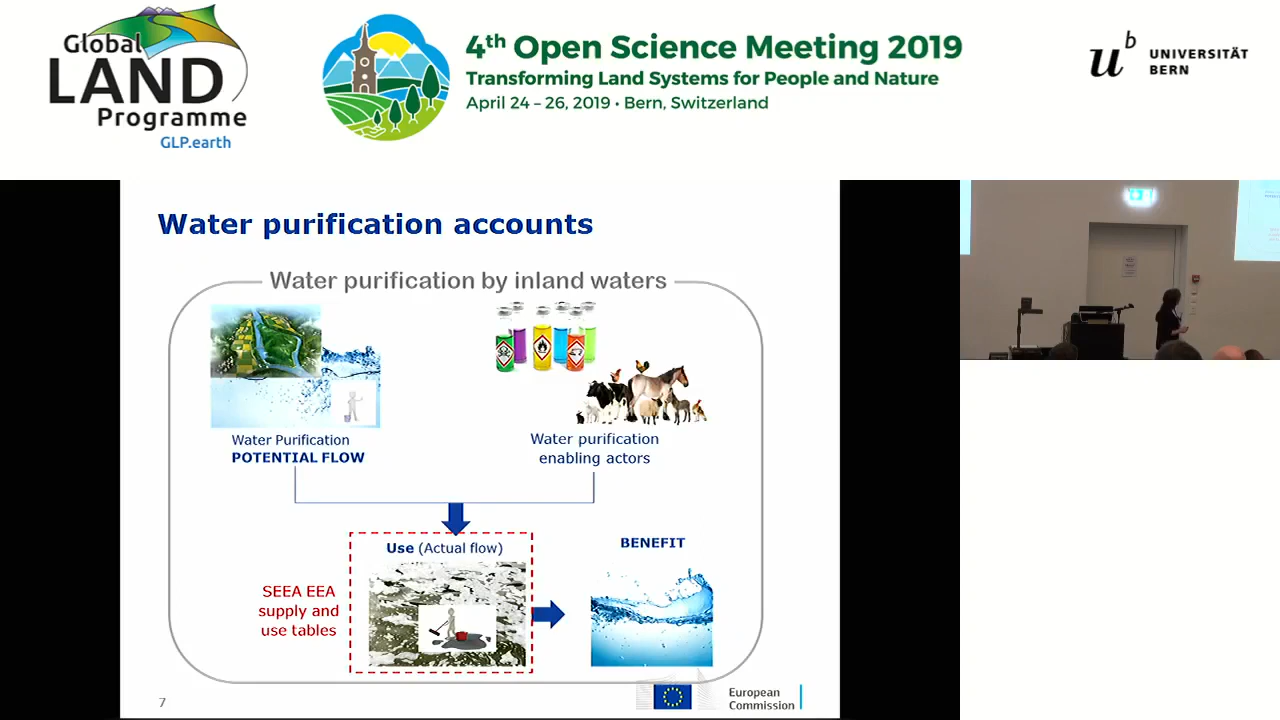 Global
LAND
Programme
GLP.earth
4th Open Science Meeting 2019
Transforming Land Systems for People and Nature
April 24 – 26, 2019 • Bern, Switzerland
u b
UNIVERSITÄT
BERN
Water purification accounts
Water purification by inland waters
Water Purification
POTENTIAL FLOW
Water purification
enabling actors
Use (Actual flow)
BENEFIT
SEEA EEA
supply and
use tables
7
European
Commission